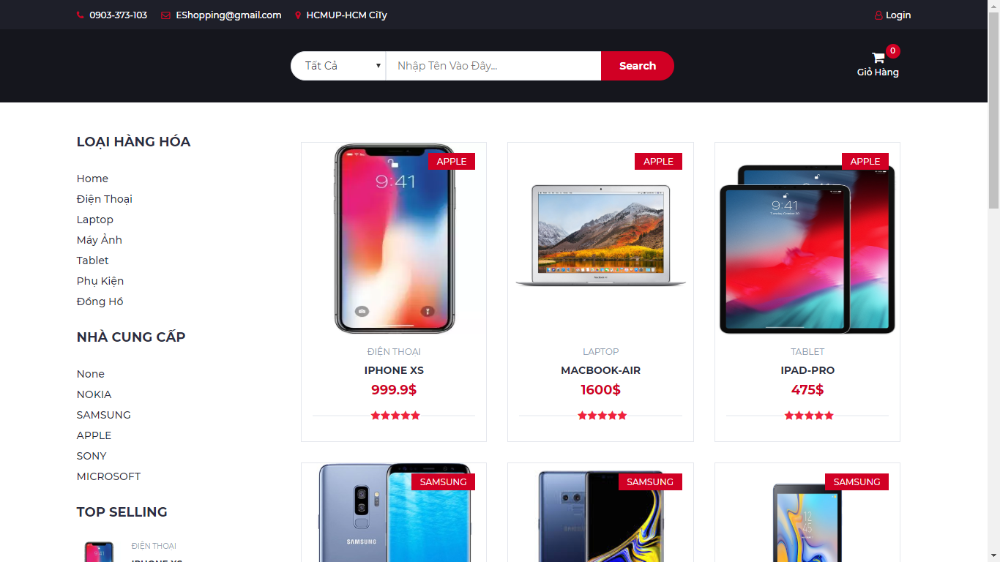 0903-373-103 EShopping@gmail.com HCMUP-HCM CiTy Login
Tất Cả Nhập Tên Vào Đây... Search
0
Giỏ Hàng
LOẠI HÀNG HÓA
Home
Điện Thoại
Laptop
Máy Ảnh
Tablet
Phụ Kiện
Đồng Hồ
NHÀ CUNG CẤP
None
NOKIA
SAMSUNG
APPLE
SONY
MICROSOFT
TOP SELLING
ĐIỆN THOẠI
IPHONE XS
APPLE
9:41
ĐIỆN THOẠI
IPHONE XS
999.9$
APPLE
LAPTOP
MACBOOK-AIR
1600$
APPLE
9:41
TABLET
IPAD-PRO
475$
SAMSUNG
SAMSUNG
SAMSUNG
SAMSUNG
SAMSUNG
12
45